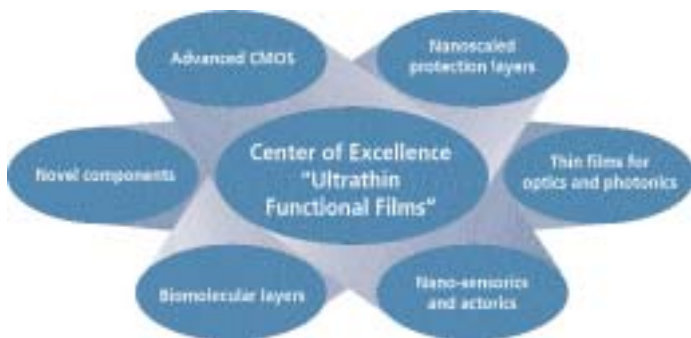 Advanced CMOS
Nanoscaled
protection layers
Novel components
Center of Excellence
"Ultrathin
Functional Films"
Thin films for
optics and photonics
Biomolecular layers
Nano-sensorics
and actorics